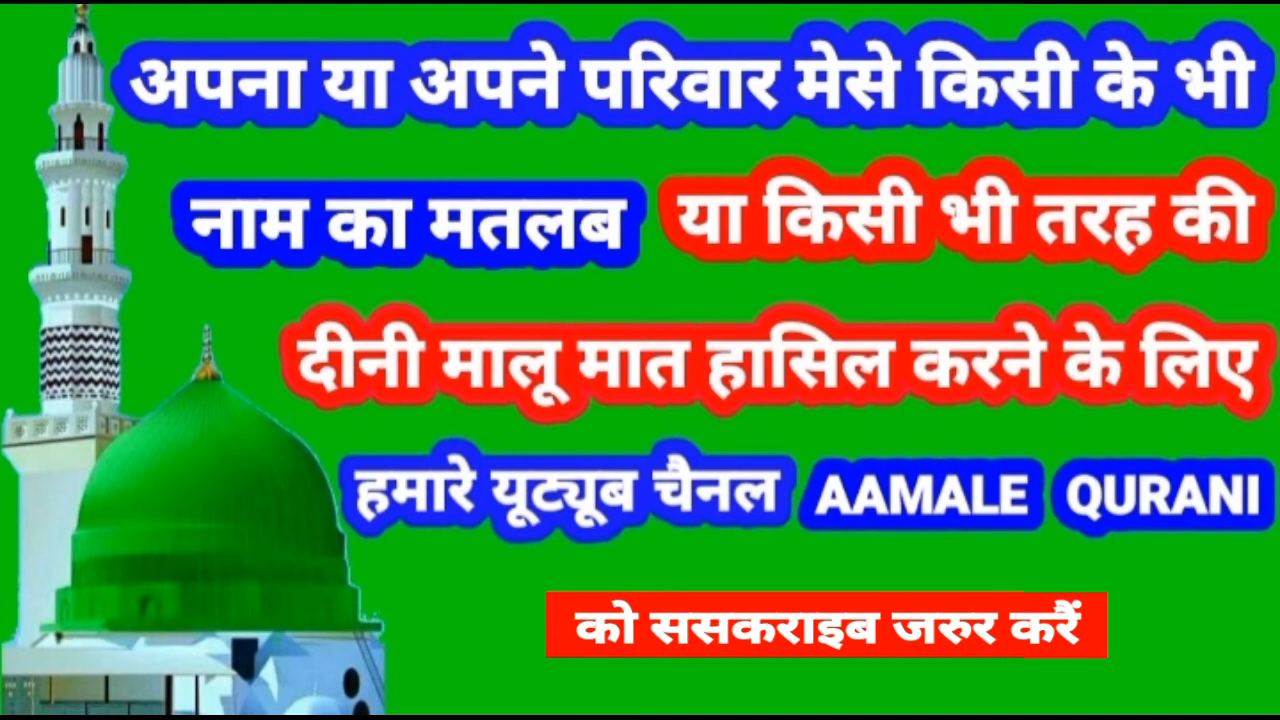 अपना या अपने परिवार मेसे किसी के भी
नाम का मतलब या किसी भी तरह की
दीनी मालू मात हासिल करने के लिए
हमारे यूट्यूब चैनल AAMALE QURANI
को ससकराइब जरुर करैं